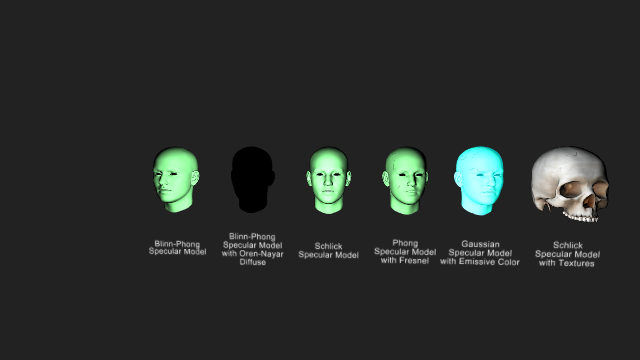 Blinn-Phong
Specular Model
Blinn-Phong
Specular Model
with Oren-Nayar
Diffuse
Schlick
Specular Model
Phong
Specular Model
with Fresnel
Gaussian
Specular Model
with Emissive Color
Schlick
Specular Model
with Textures